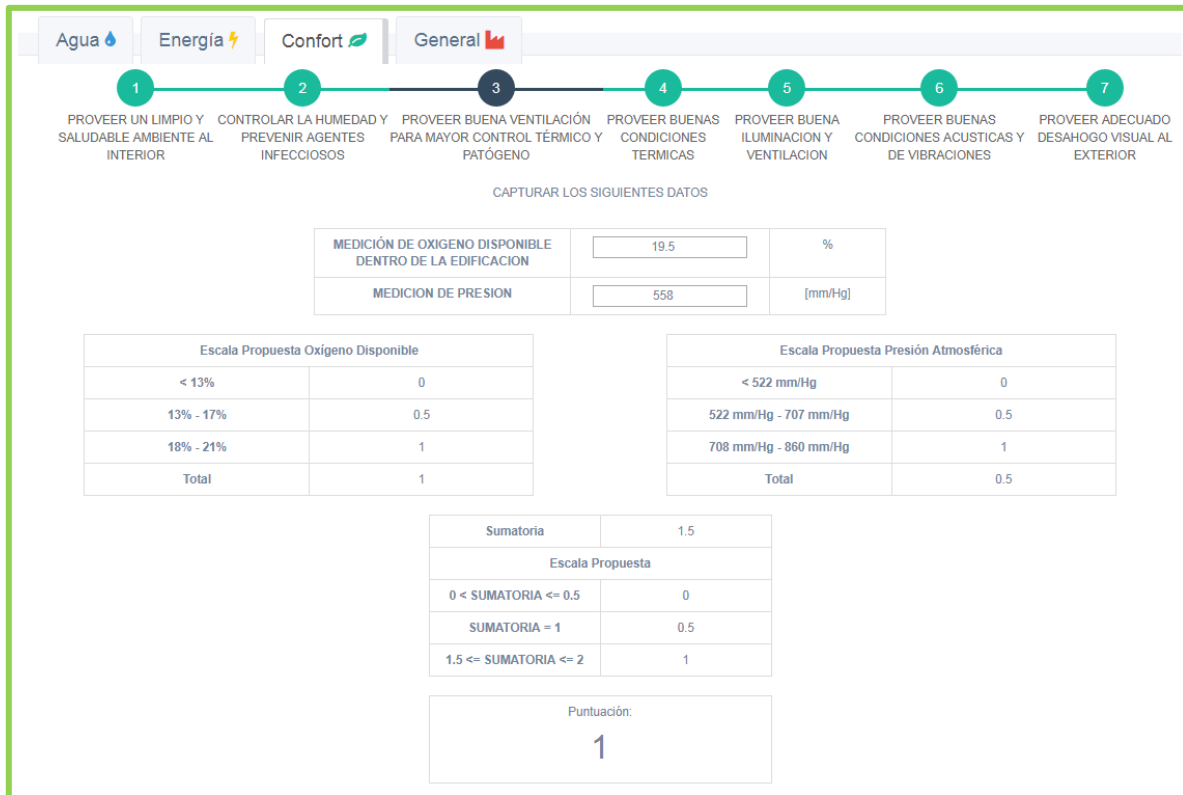 Agua
Energía
Confort
General
1
2
3
4
5
6
7
PROVEER UN LIMPIO Y
SALUDABLE AMBIENTE AL
INTERIOR
CONTROLAR LA HUMEDAD Y
PREVENIR AGENTES
INFECCIOSOS
PROVEER BUENA VENTILACIÓN
PARA MAYOR CONTROL TÉRMICO Y
PATÓGENO
PROVEER BUENAS
CONDICIONES
TERMICAS
PROVEER BUENA
ILUMINACION Y
VENTILACION
PROVEER BUENAS
CONDICIONES ACUSTICAS Y
DE VIBRACIONES
PROVEER ADECUADO
DESAHOGO VISUAL AL
EXTERIOR
CAPTURAR LOS SIGUIENTES DATOS
MEDICIÓN DE OXIGENO DISPONIBLE
DENTRO DE LA EDIFICACION
19.5
%
MEDICION DE PRESION
558
[mm/Hg]
Escala Propuesta Oxígeno Disponible
< 13%
0
13% - 17%
0.5
18% - 21%
1
Total
1
Escala Propuesta Presión Atmosférica
< 522 mm/Hg
0
522 mm/Hg - 707 mm/Hg
0.5
708 mm/Hg - 860 mm/Hg
1
Total
0.5
Sumatoria
1.5
Escala Propuesta
0 < SUMATORIA <= 0.5
0
SUMATORIA = 1
0.5
1.5 <= SUMATORIA <= 2
1
Puntuación:
1